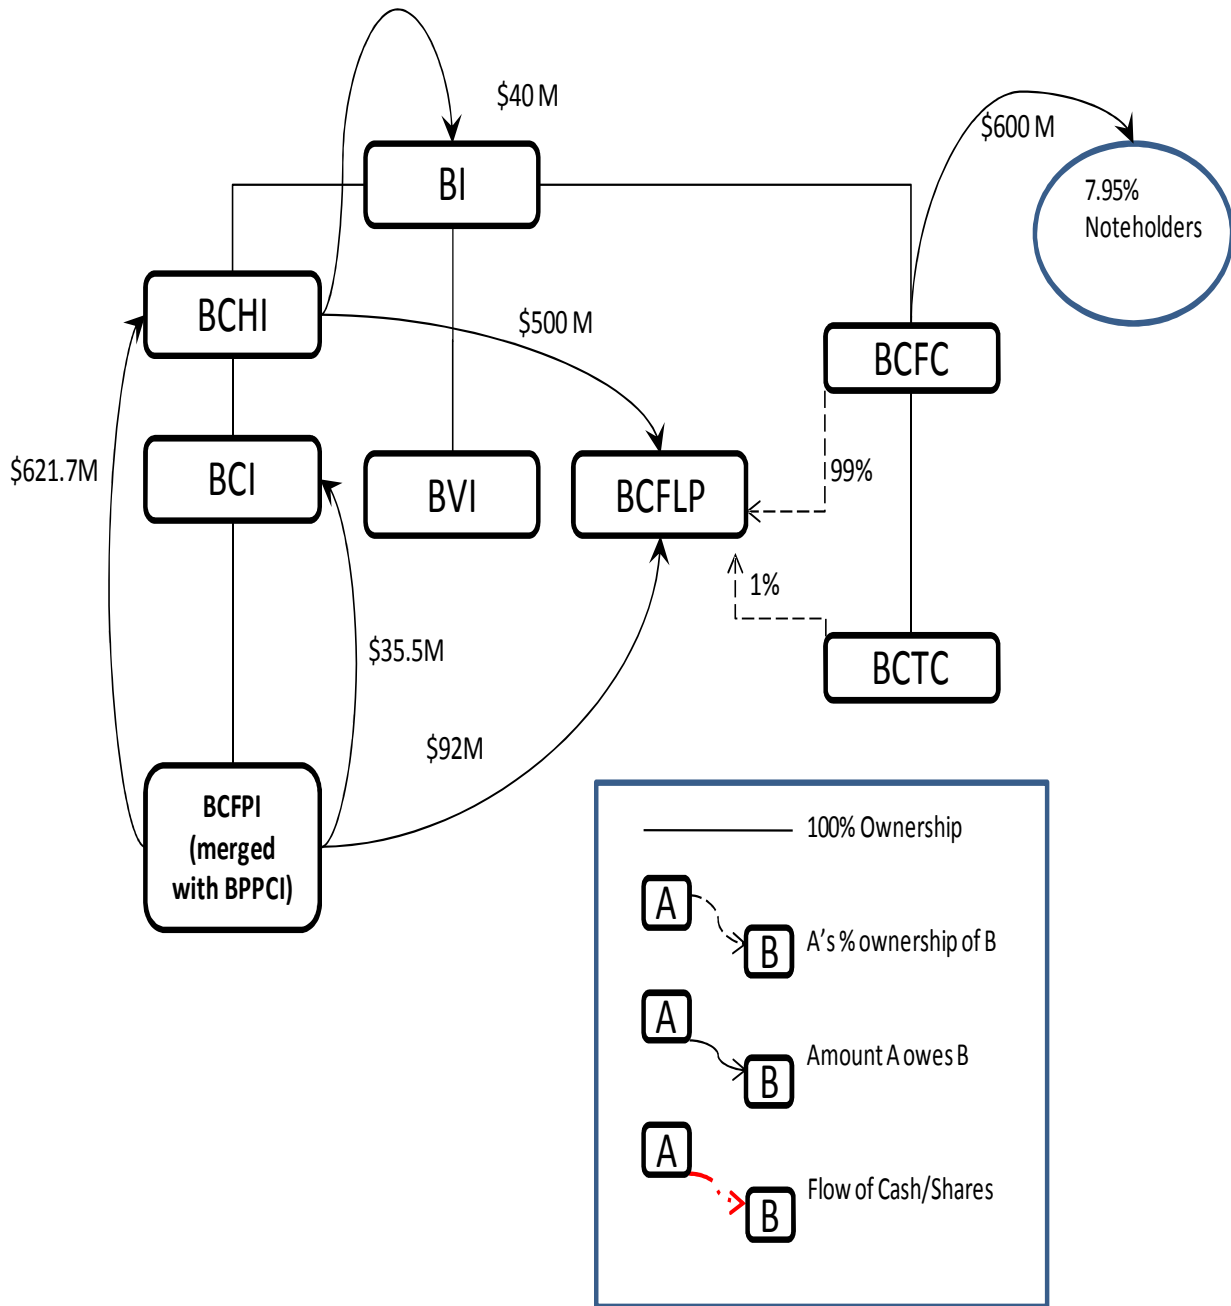 $40 M
$600 M
BI
7.95%
Noteholders
BCHI
$500 M
BCFC
$621.7M
BCI
BVI
BCFLP
99%
1%
$35.5M
BCTC
$92M
BCFPI
(merged
with BPPCI)
100% Ownership
A
B
A's % ownership of B
A
B
Amount A owes B
A
B
Flow of Cash/Shares